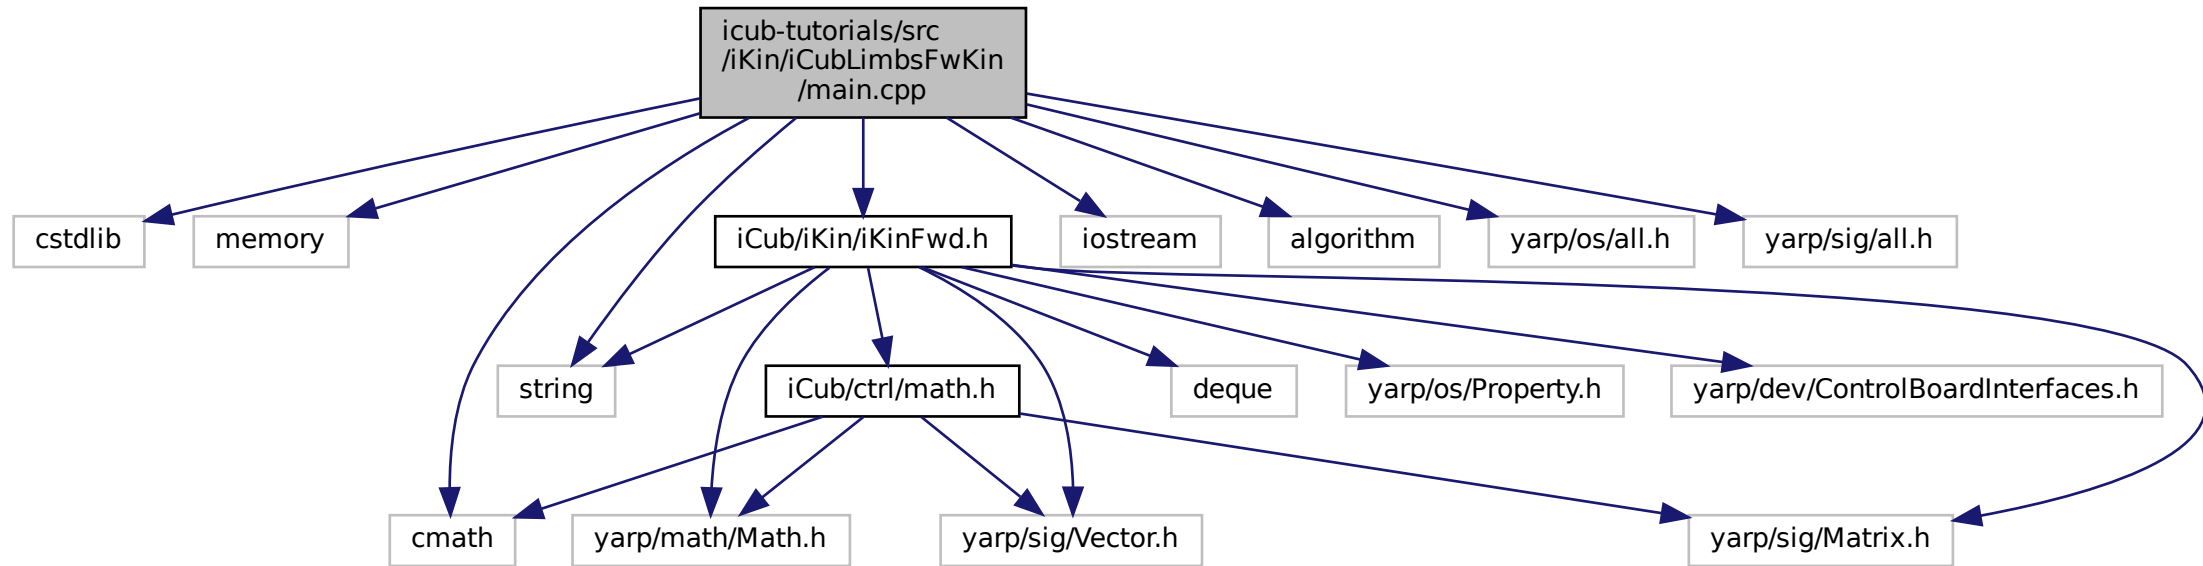 icub-tutorials/src
/iKin/iCubLimbsFwKin
/main.cpp
cstdlib
memory
iCub/iKin/iKinFwd.h
iostream
algorithm
yarp/os/all.h
yarp/sig/all.h
string
iCub/ctrl/math.h
deque
yarp/os/Property.h
yarp/dev/ControlBoardInterfaces.h
cmath
yarp/math/Math.h
yarp/sig/Vector.h
yarp/sig/Matrix.h